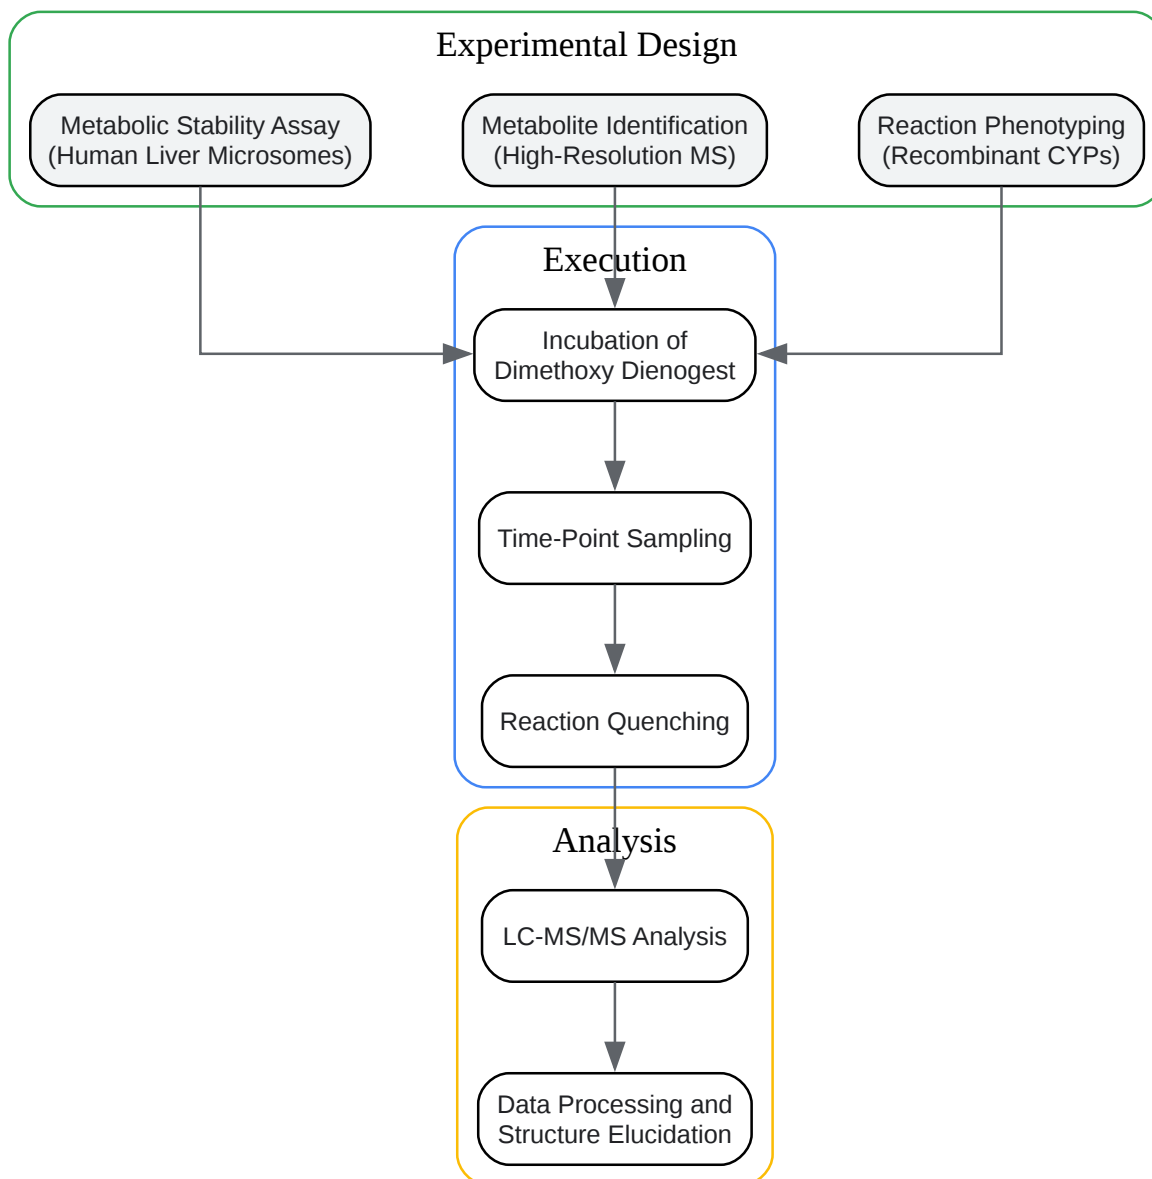 Experimental Design
Metabolic Stability Assay
(Human Liver Microsomes)
Metabolite Identification
(High-Resolution MS)
Reaction Phenotyping
(Recombinant CYPs)
Execution
Incubation of
Dimethoxy Dienogest
Time-Point Sampling
Reaction Quenching
Analysis
LC-MS/MS Analysis
Data Processing and
Structure Elucidation